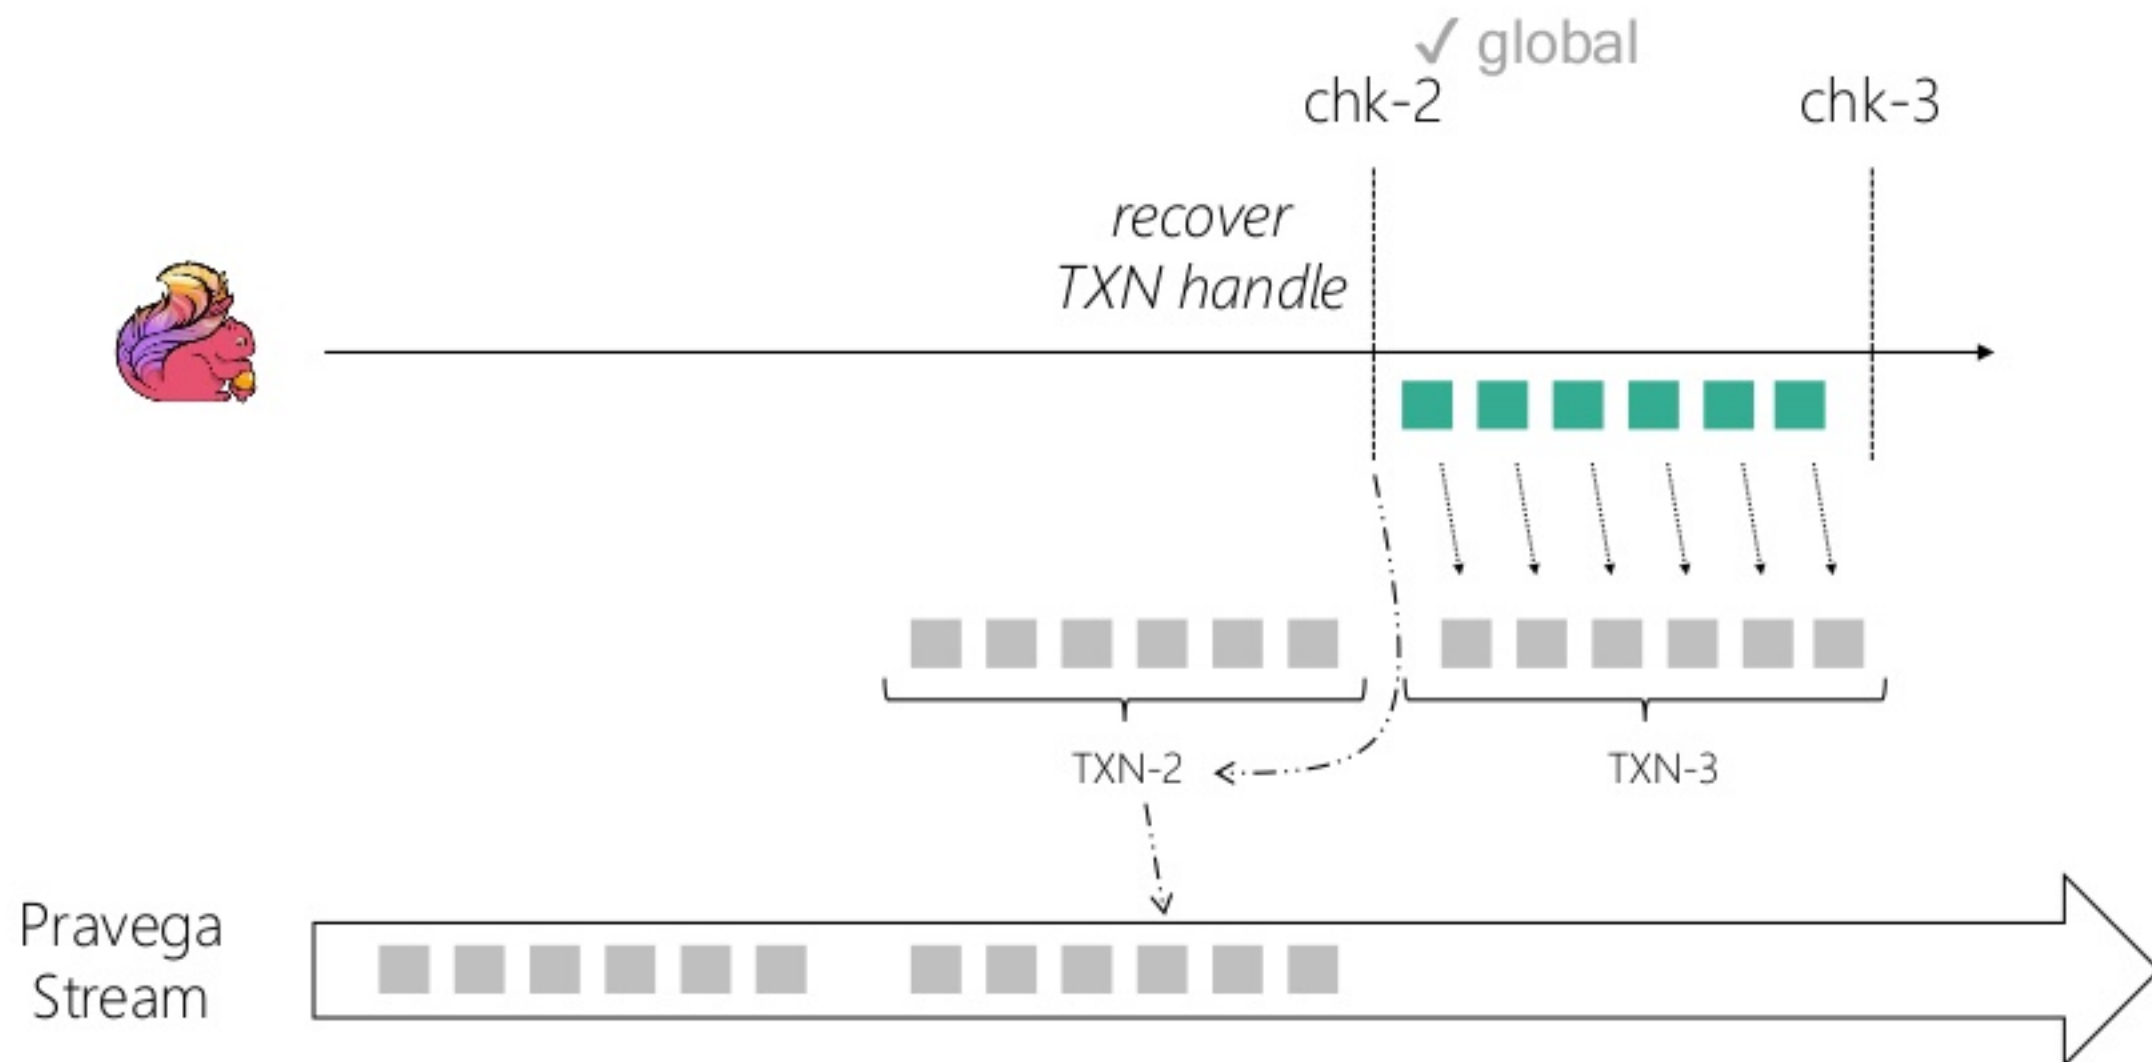 ✓ global
chk-2
chk-3
recover
TXN handle
TXN-2
TXN-3
Pravega
Stream